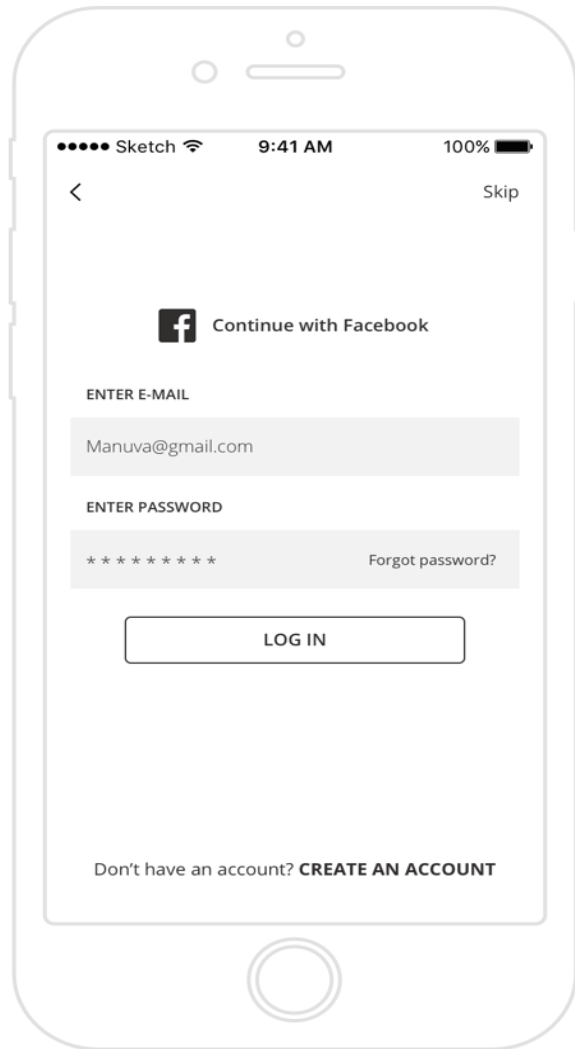 ●●●●● Sketch 9:41 AM 100%
Skip
Continue with Facebook
ENTER E-MAIL
Manuva@gmail.com
ENTER PASSWORD
* * * * * * * * * Forgot password?
LOG IN
Don’t have an account? CREATE AN ACCOUNT